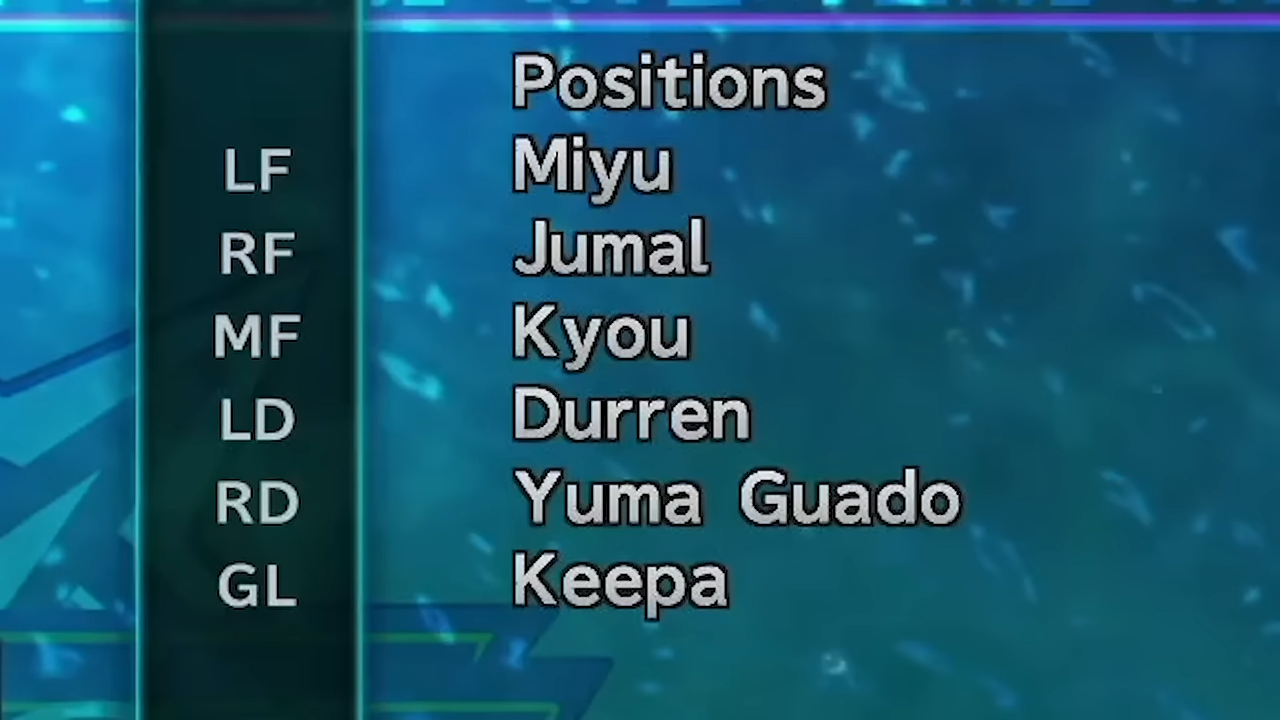 Positions
LF Miyu
RF Jumal
MF Kyou
LD Durren
RD Yuma Guado
GL Keepa